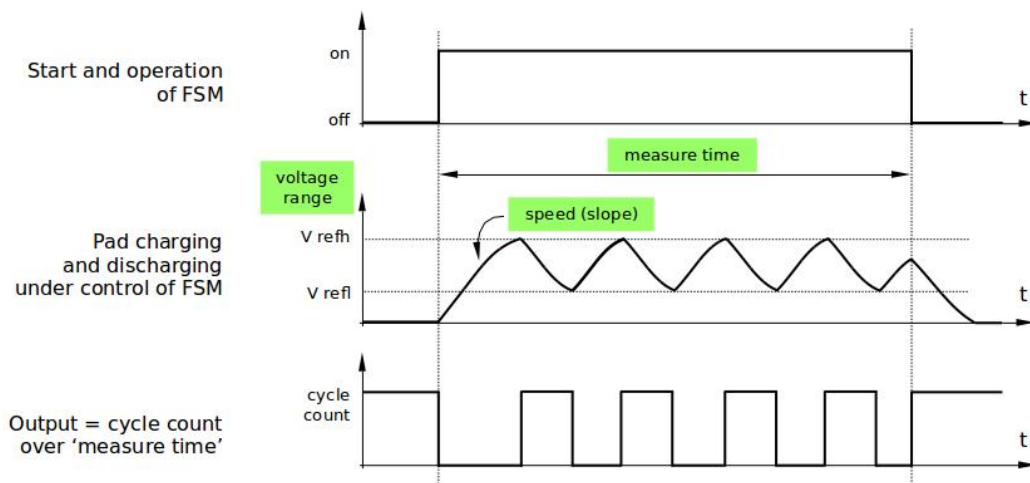 Start and operation
of FSM
on
off
t
measure time
voltage
range
speed (slope)
Pad charging
and discharging
under control of FSM
V refh
V refl
t
Output = cycle count
over ‘measure time’
cycle
count
t